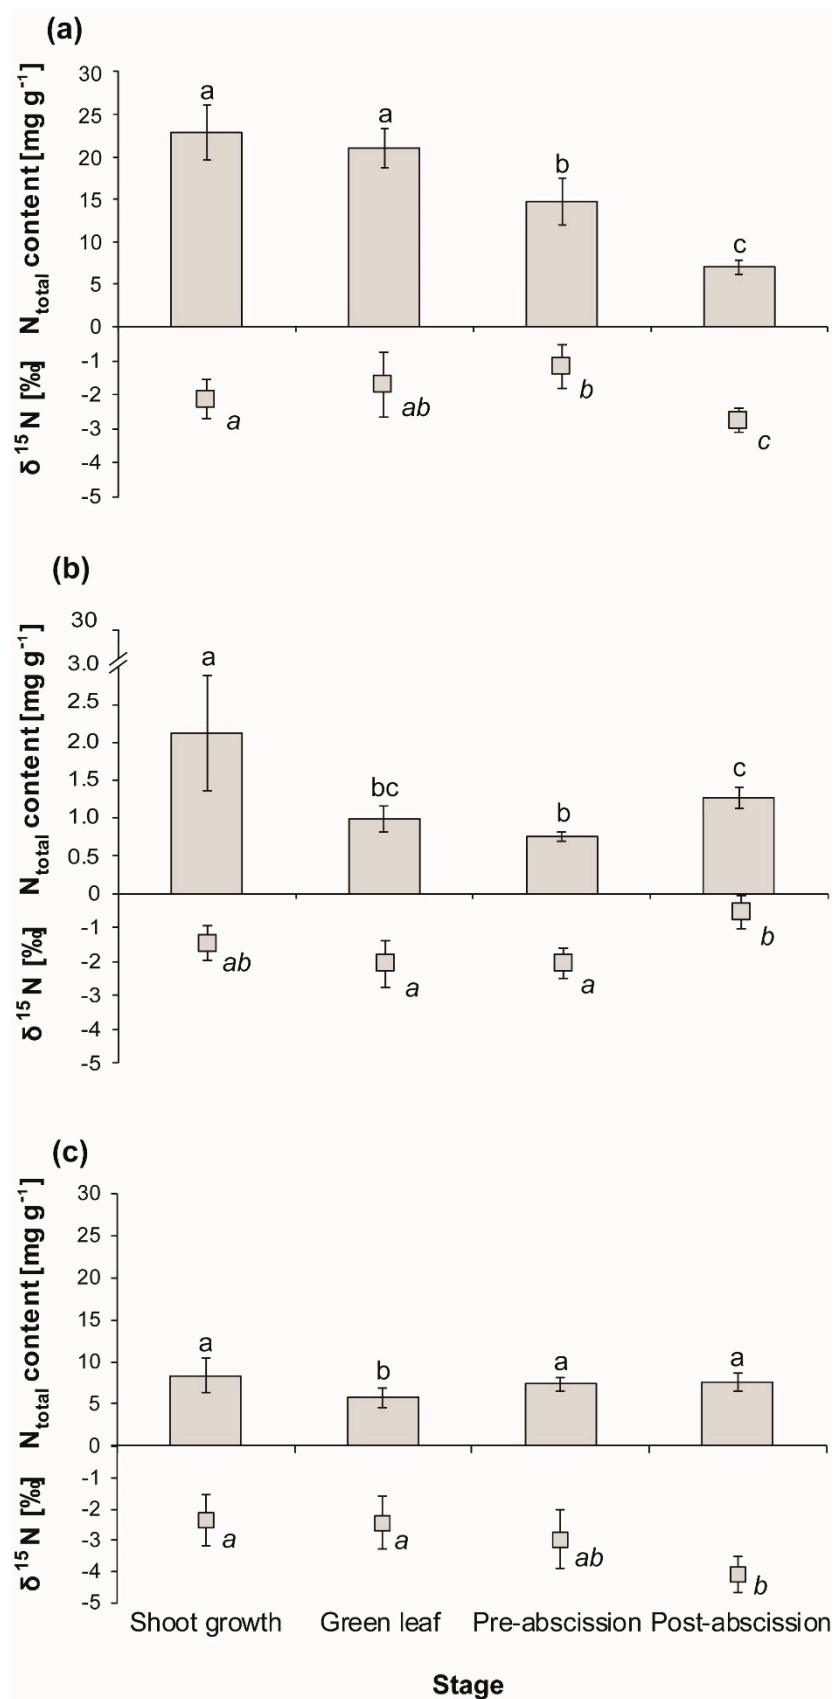 (a)
N_total content [mg g⁻¹]
30
25
20
15
10
5
0
a
a
b
c
δ ¹⁵N [‰]
-1
-2
-3
-4
-5
a
ab
b
c
(b)
N_total content [mg g⁻¹]
30
3.0
2.5
2.0
1.5
1.0
0.5
0
a
bc
b
c
δ ¹⁵N [‰]
-1
-2
-3
-4
-5
ab
a
a
b
(c)
N_total content [mg g⁻¹]
30
25
20
15
10
5
0
a
b
a
a
δ ¹⁵N [‰]
-1
-2
-3
-4
-5
a
a
ab
b
Shoot growth Green leaf Pre-abscission Post-abscission
Stage